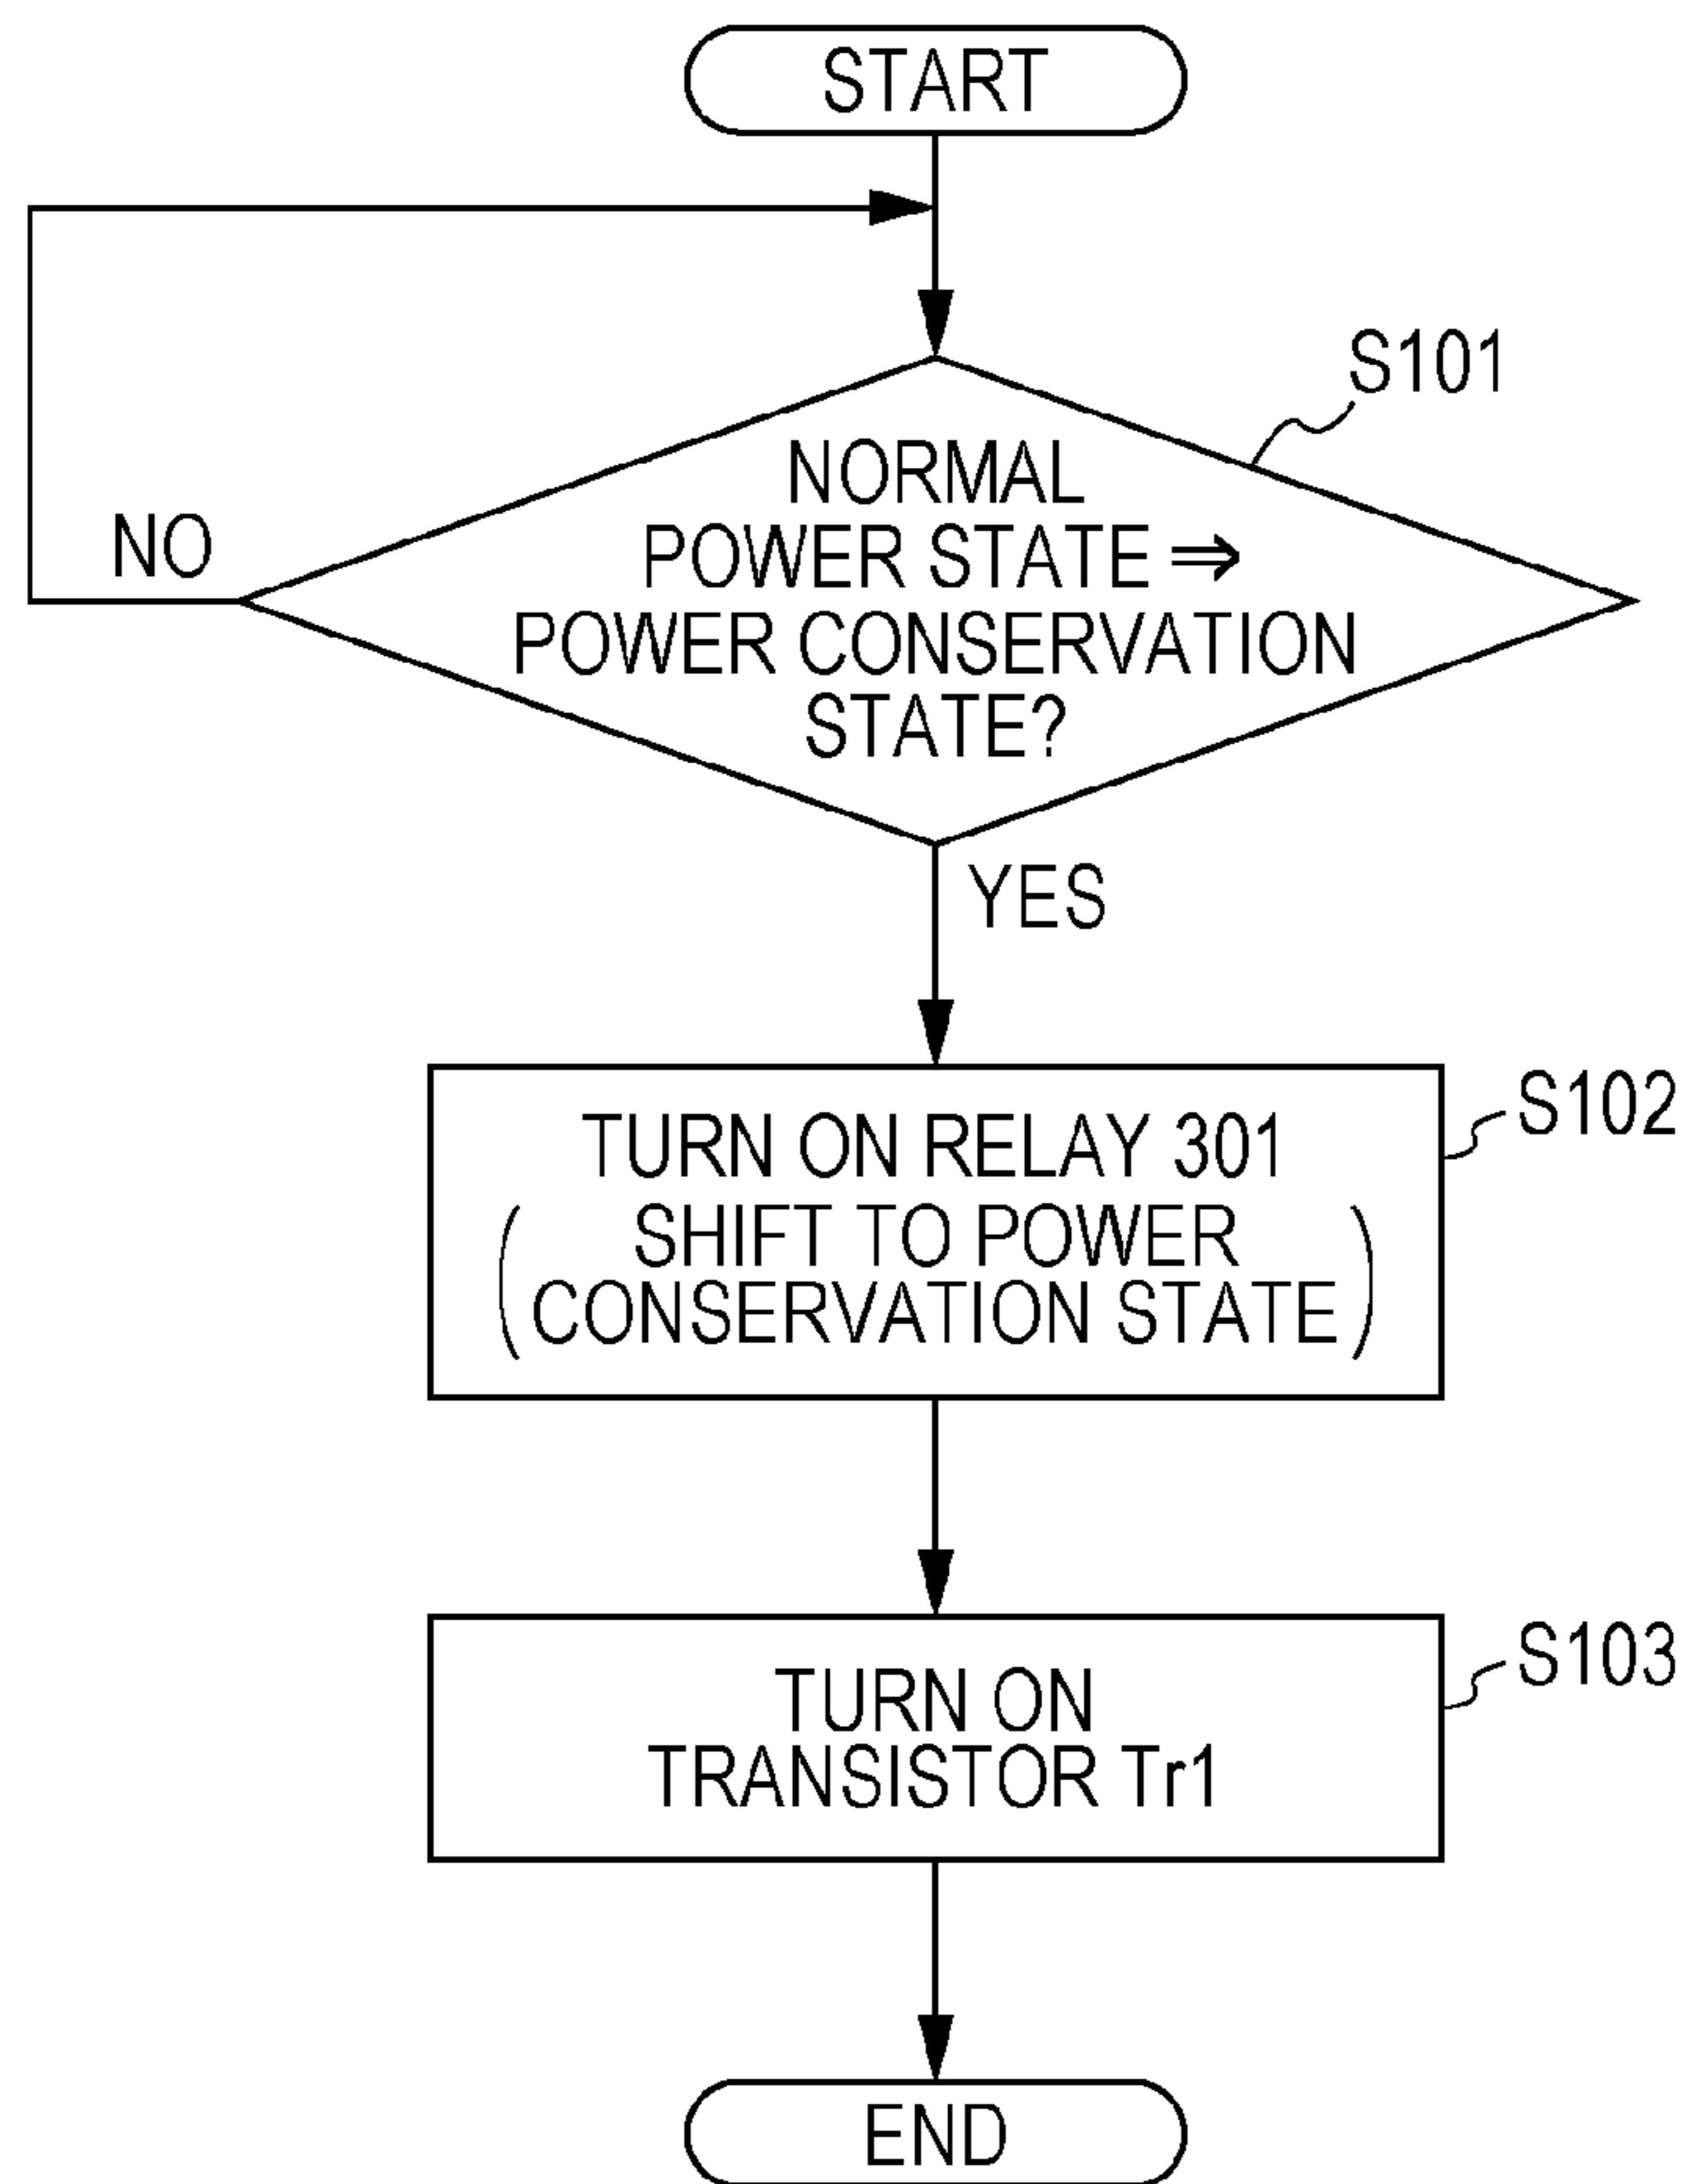 START
S101
NORMAL
POWER STATE ⇒
POWER CONSERVATION
STATE?
NO
YES
S102
TURN ON RELAY 301
(SHIFT TO POWER
CONSERVATION STATE)
S103
TURN ON
TRANSISTOR Tr1
END